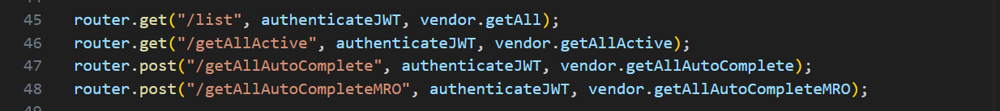 45 router.get("/list", authenticateJWT, vendor.getAll);
46 router.get("/getAllActive", authenticateJWT, vendor.getAllActive);
47 router.post("/getAllAutoComplete", authenticateJWT, vendor.getAllAutoComplete);
48 router.post("/getAllAutoCompleteMRO", authenticateJWT, vendor.getAllAutoCompleteMRO);